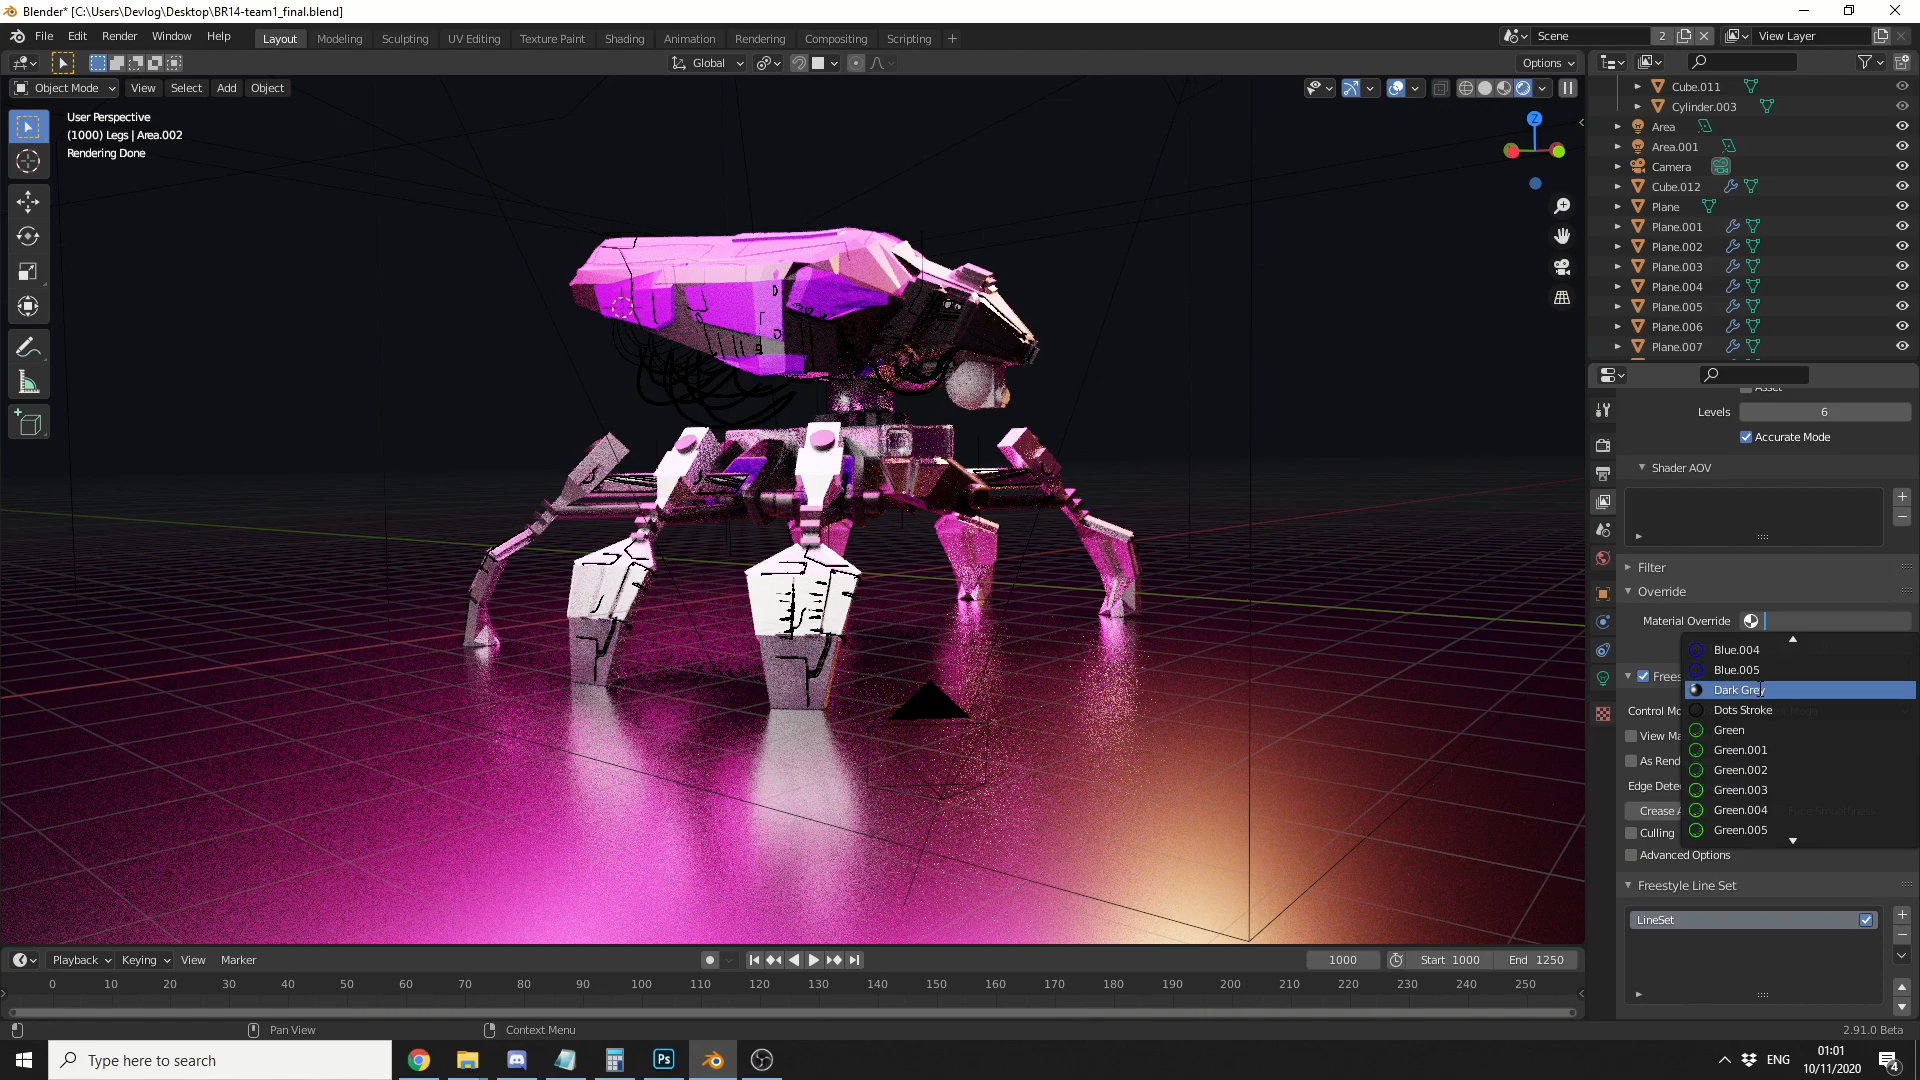 Blender* [C:\Users\Devlog\Desktop\BR14-team1_final.blend]
File Edit Render Window Help Layout Modeling Sculpting UV Editing Texture Paint Shading Animation Rendering Compositing Scripting + Scene 2 View Layer
Global Options
Object Mode View Select Add Object
User Perspective
(1000) Legs | Area.002
Rendering Done
Z
Cube.011
Cylinder.003
Area
Area.001
Camera
Cube.012
Plane
Plane.001
Plane.002
Plane.003
Plane.004
Plane.005
Plane.006
Plane.007
Asset
Levels 6
Accurate Mode
Shader AOV
Filter
Override
Material Override
Blue.004
Blue.005
Dark Grey
Dots Stroke
Green
Green.001
Green.002
Green.003
Green.004
Green.005
Frees
Control Mo
View Ma
As Rend
Edge Dete
Crease A
Culling
Advanced Options
Freestyle Line Set
LineSet
Playback Keying View Marker 1000 Start 1000 End 1250
0 10 20 30 40 50 60 70 80 90 100 110 120 130 140 150 160 170 180 190 200 210 220 230 240 250
Pan View Context Menu 2.91.0 Beta
Type here to search
Ps
ENG
01:01
10/11/2020
4